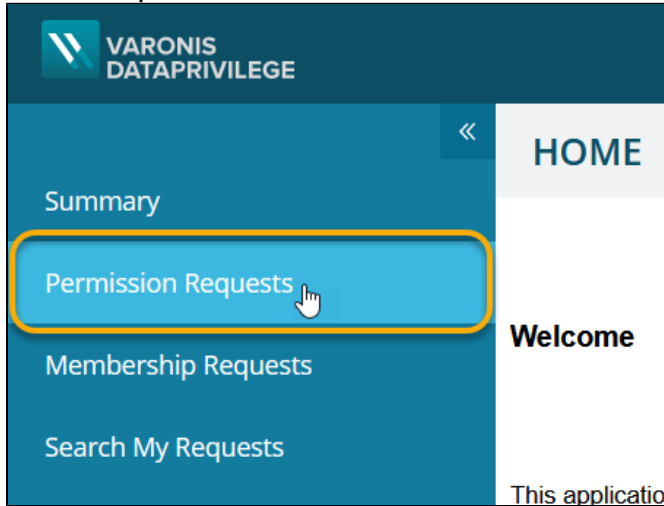 VARONIS
DATAPRIVILEGE
HOME
Summary
Permission Requests
Membership Requests
Search My Requests
Welcome
This applicatio